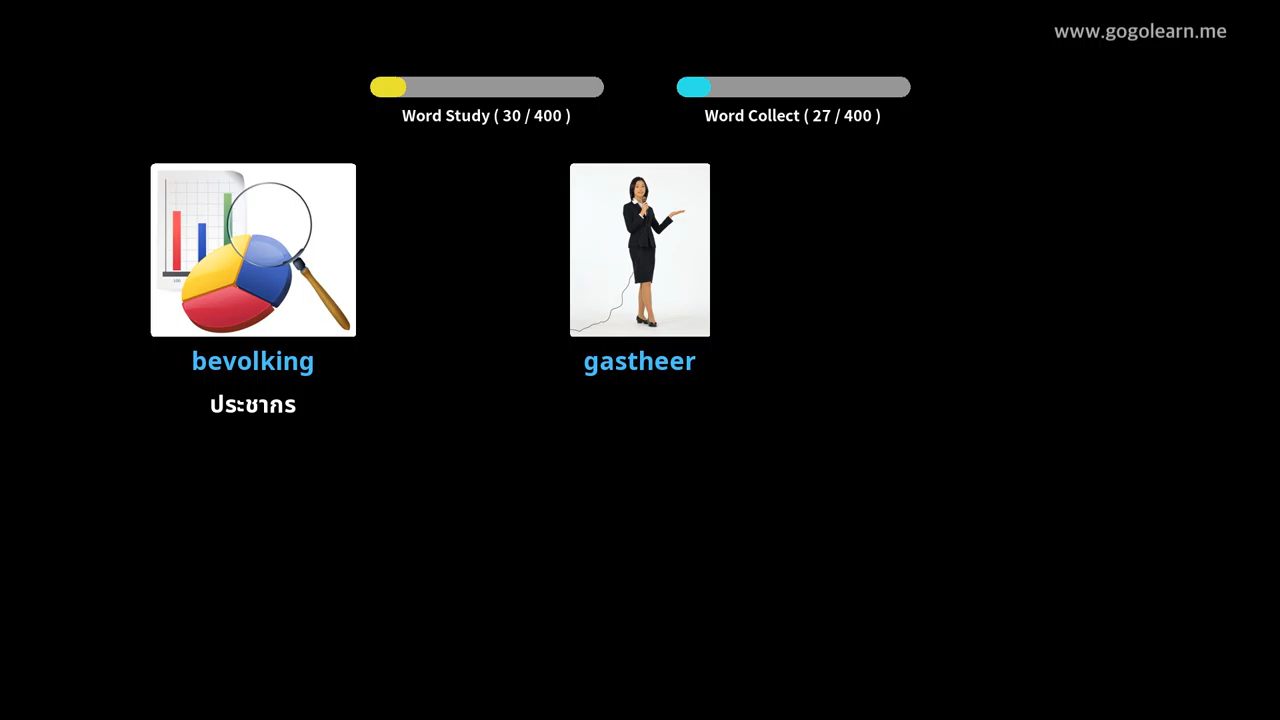 www.gogolearn.me
Word Study ( 30 / 400 )
Word Collect ( 27 / 400 )
bevolking
gastheer
ประชากร